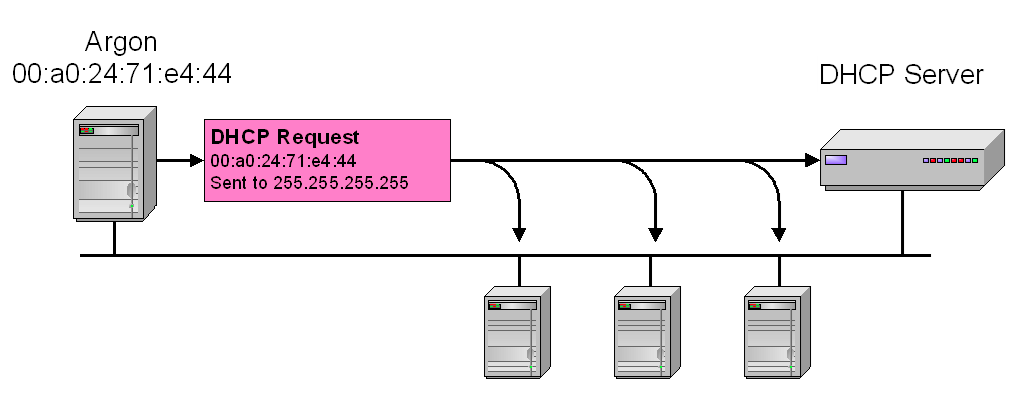 Argon
00:a0:24:71:e4:44
DHCP Server
DHCP Request
00:a0:24:71:e4:44
Sent to 255.255.255.255